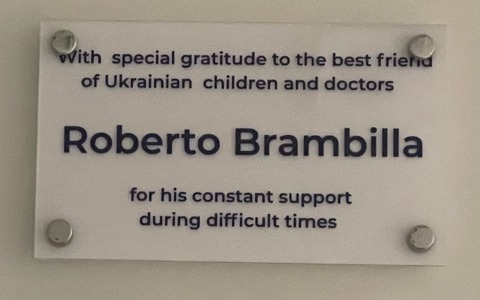 With special gratitude to the best friend
of Ukrainian children and doctors
Roberto Brambilla
for his constant support
during difficult times